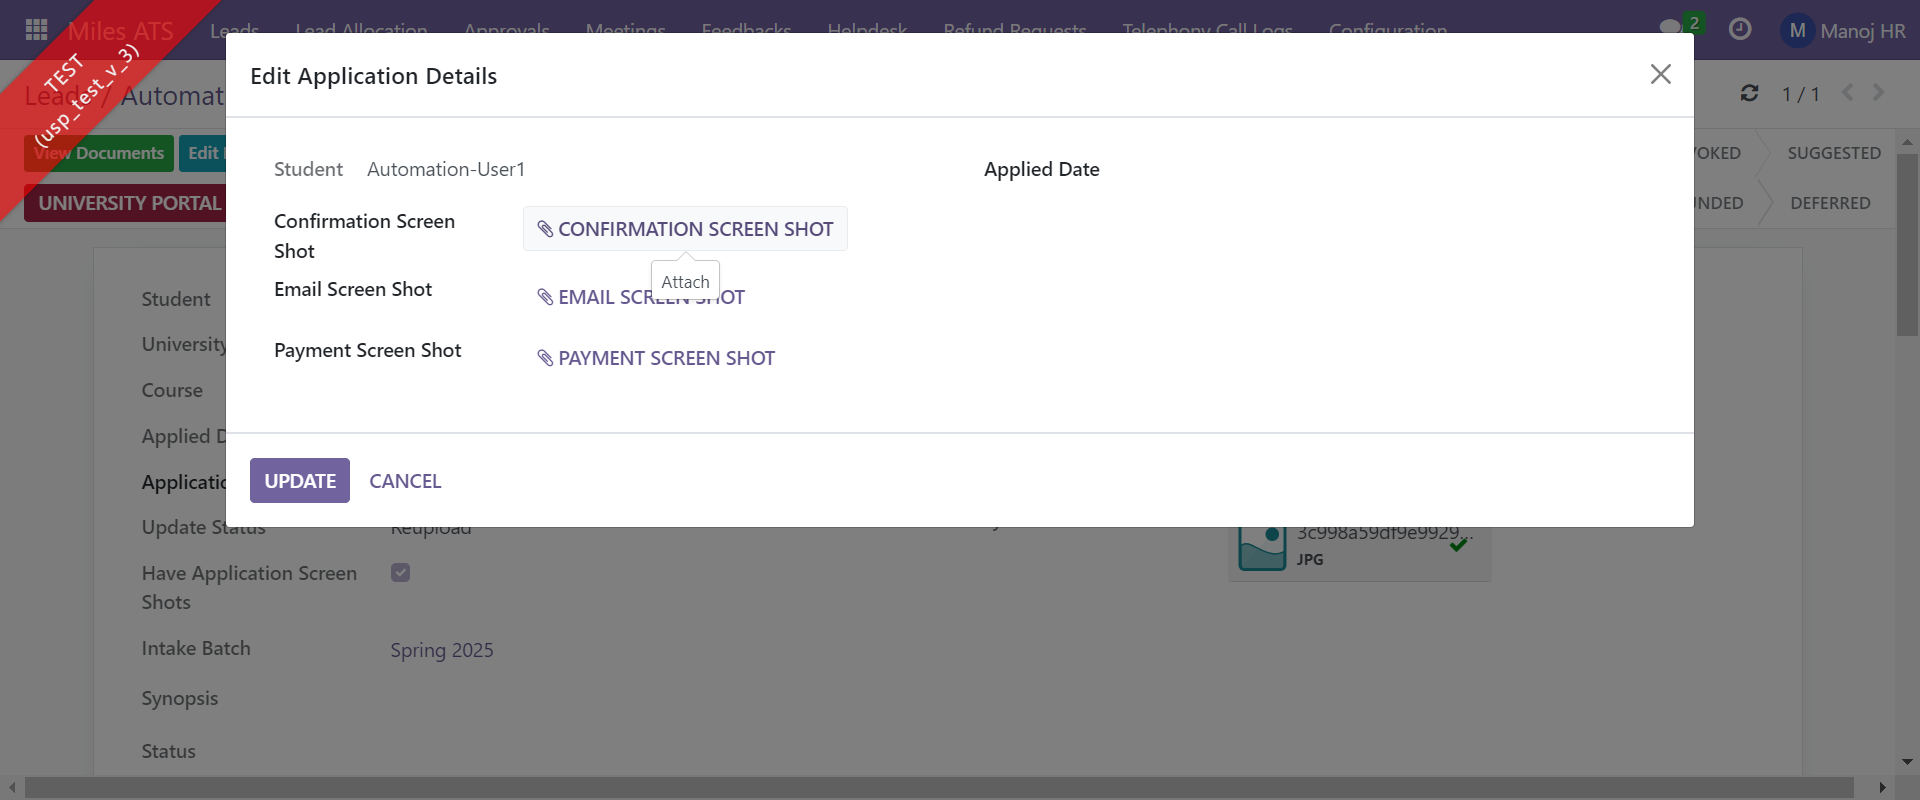 Miles ATS Leads Lead Allocation Approvals Meetings Feedbacks Helpdesk Refund Requests Telephony Call Logs Configuration 2 M Manoj HR
TEST
(usp_test_v_3)
Edit Application Details
Leads / Automat
1 / 1
View Documents Edit
OKED SUGGESTED
UNIVERSITY PORTAL
NDED DEFERRED
Student Automation-User1 Applied Date
Confirmation Screen
Shot
CONFIRMATION SCREEN SHOT
Attach
Email Screen Shot EMAIL SCREEN SHOT
Payment Screen Shot PAYMENT SCREEN SHOT
UPDATE CANCEL
Student
University
Course
Applied D
Applicatio
Update Status Reupload
3c998a59df9e9929...
JPG
Have Application Screen
Shots
Intake Batch Spring 2025
Synopsis
Status